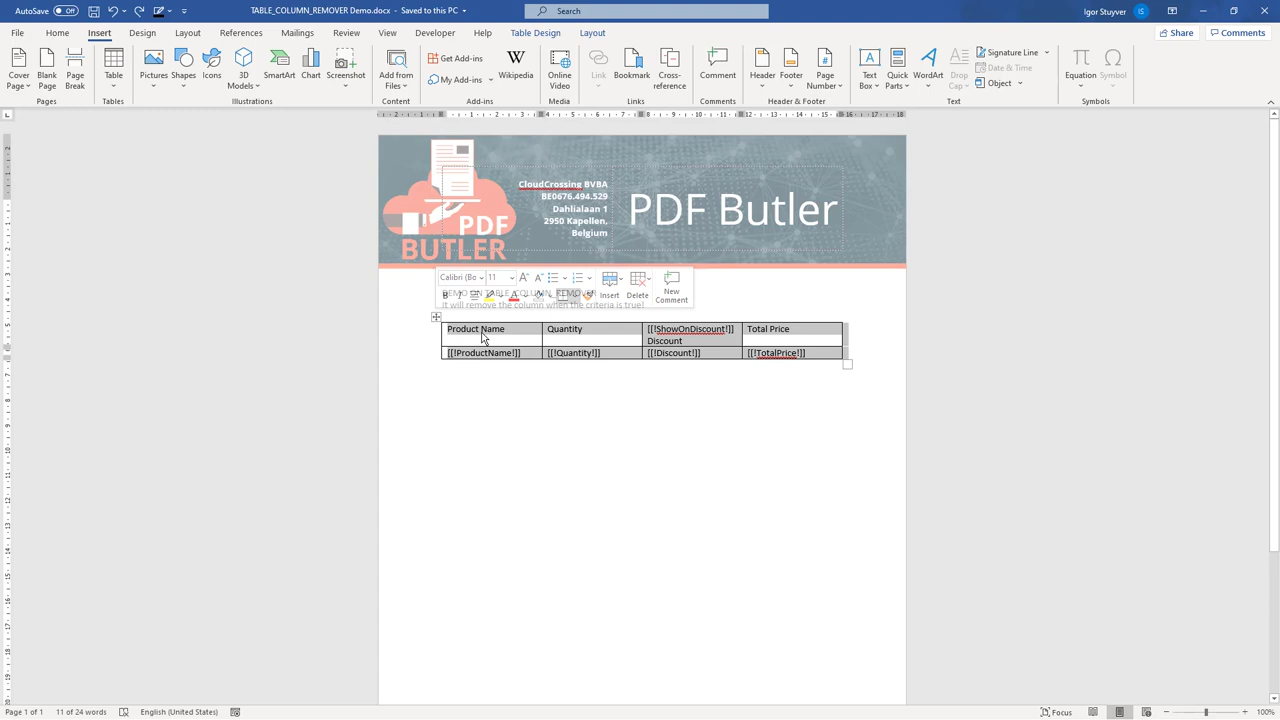 AutoSave Off TABLE_COLUMN_REMOVER Demo.docx - Saved to this PC Search Igor Stuyver
File Home Insert Design Layout References Mailings Review View Developer Help Table Design Layout Share Comments
Cover Page Blank Page Page Break Table Pictures Shapes Icons 3D Models SmartArt Chart Screenshot Add from Files Get Add-ins My Add-ins Wikipedia Online Video Link Bookmark Cross-reference Comment Header Footer Page Number Text Box Quick Parts WordArt Drop Cap Signature Line Date & Time Object Equation Symbol
Pages Tables Illustrations Content Add-ins Media Links Comments Header & Footer Text Symbols
CloudCrossing BVBA
BE0676.494.529
Dahlialaan 1
2950 Kapellen,
Belgium
PDF Butler
PDF
BUTLER
Calibri (Bo 11 Insert Delete New Comment
DEMO ON TABLE_COLUMN_REMOVER
It will remove the column when the criteria is true!
Product Name Quantity [[!ShowOnDiscount!]] Total Price
Discount
[[!ProductName!]] [[!Quantity!]] [[!Discount!]] [[!TotalPrice!]]
Page 1 of 1 11 of 24 words English (United States) Focus 100%